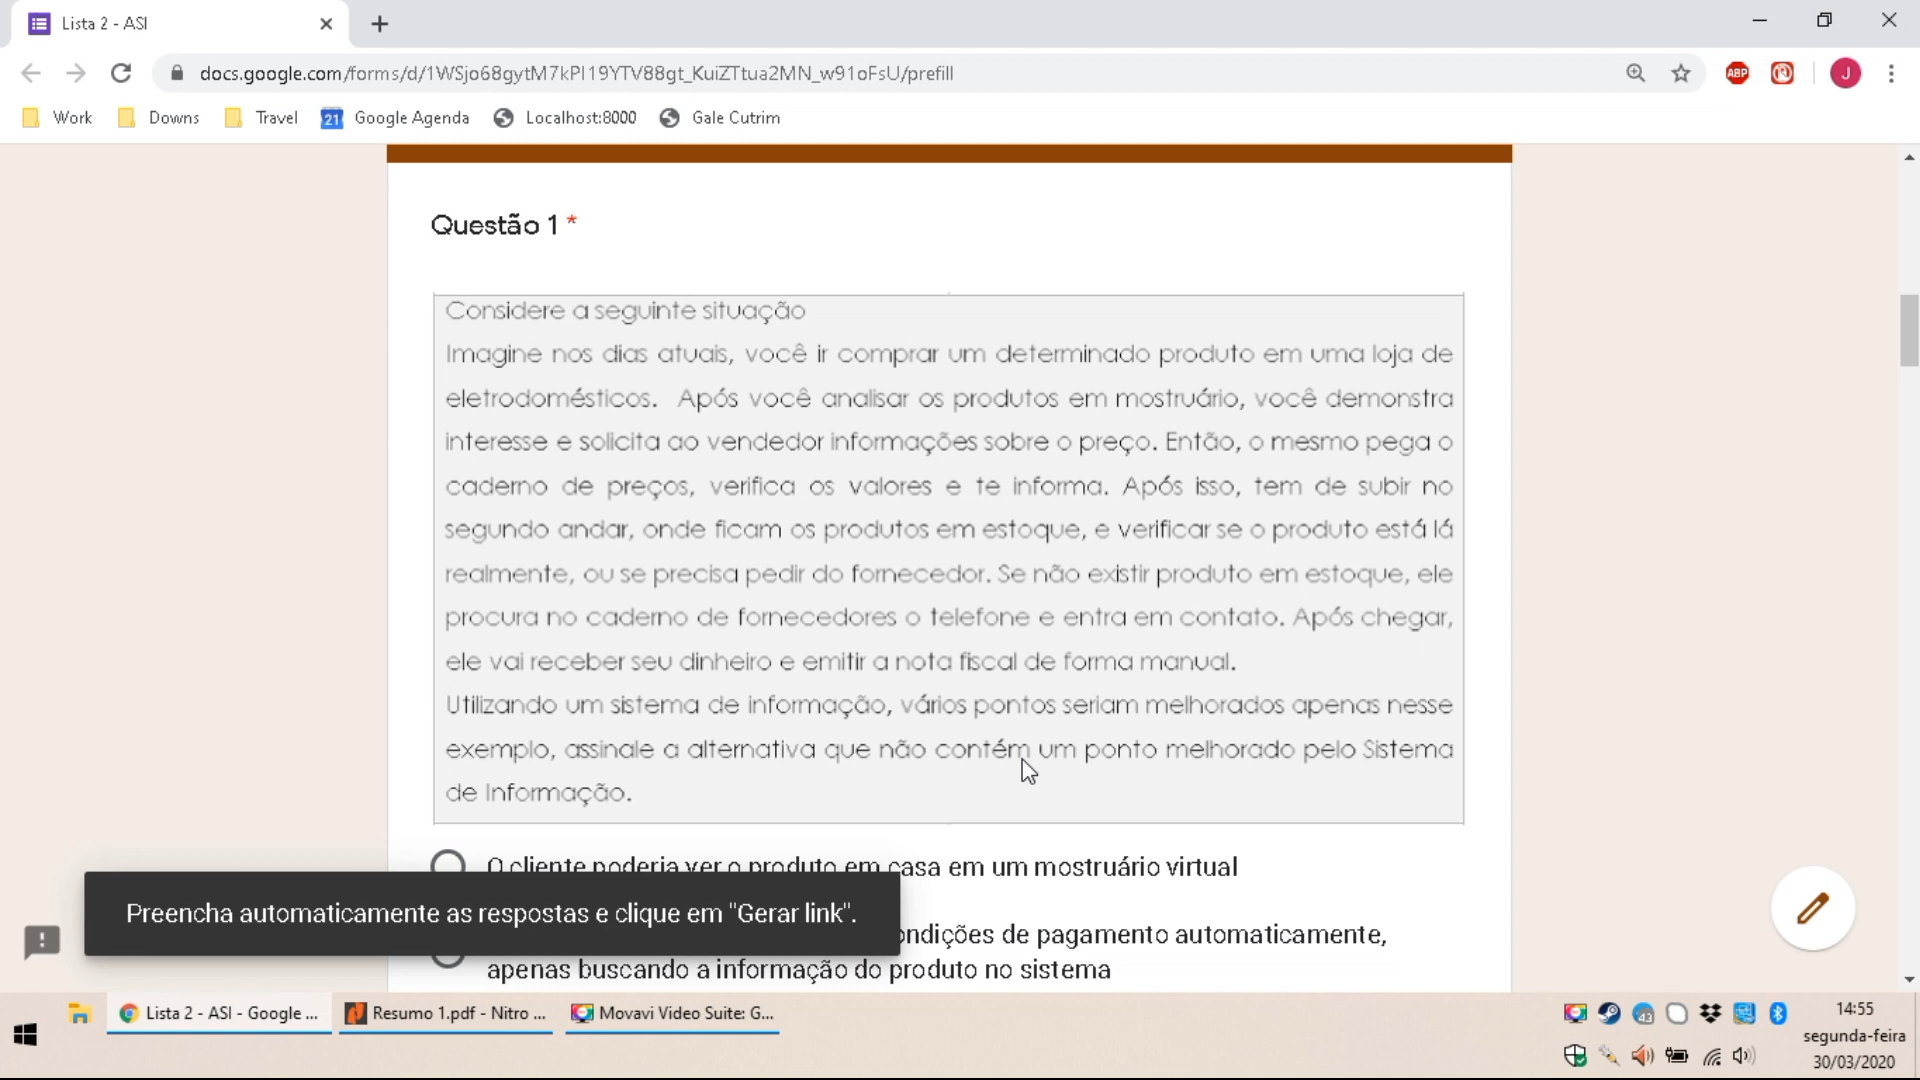 Lista 2 - ASI
docs.google.com/forms/d/1WSjo68gytM7kPI19YTV88gt_KuiZTtua2MN_w91oFsU/prefill
ABP
J
Work
Downs
Travel
21
Google Agenda
Localhost:8000
Gale Cutrim
Questão 1 *
Considere a seguinte situação
Imagine nos dias atuais, você ir comprar um determinado produto em uma loja de
eletrodomésticos. Após você analisar os produtos em mostruário, você demonstra
interesse e solicita ao vendedor informações sobre o preço. Então, o mesmo pega o
caderno de preços, verifica os valores e te informa. Após isso, tem de subir no
segundo andar, onde ficam os produtos em estoque, e verificar se o produto está lá
realmente, ou se precisa pedir do fornecedor. Se não existir produto em estoque, ele
procura no caderno de fornecedores o telefone e entra em contato. Após chegar,
ele vai receber seu dinheiro e emitir a nota fiscal de forma manual.
Utilizando um sistema de informação, vários pontos seriam melhorados apenas nesse
exemplo, assinale a alternativa que não contém um ponto melhorado pelo Sistema
de Informação.
O cliente poderia ver o produto em casa em um mostruário virtual
Preencha automaticamente as respostas e clique em "Gerar link".
ondições de pagamento automaticamente,
apenas buscando a informação do produto no sistema
Lista 2 - ASI - Google ...
Resumo 1.pdf - Nitro ...
Movavi Video Suite: G...
43
14:55
segunda-feira
30/03/2020